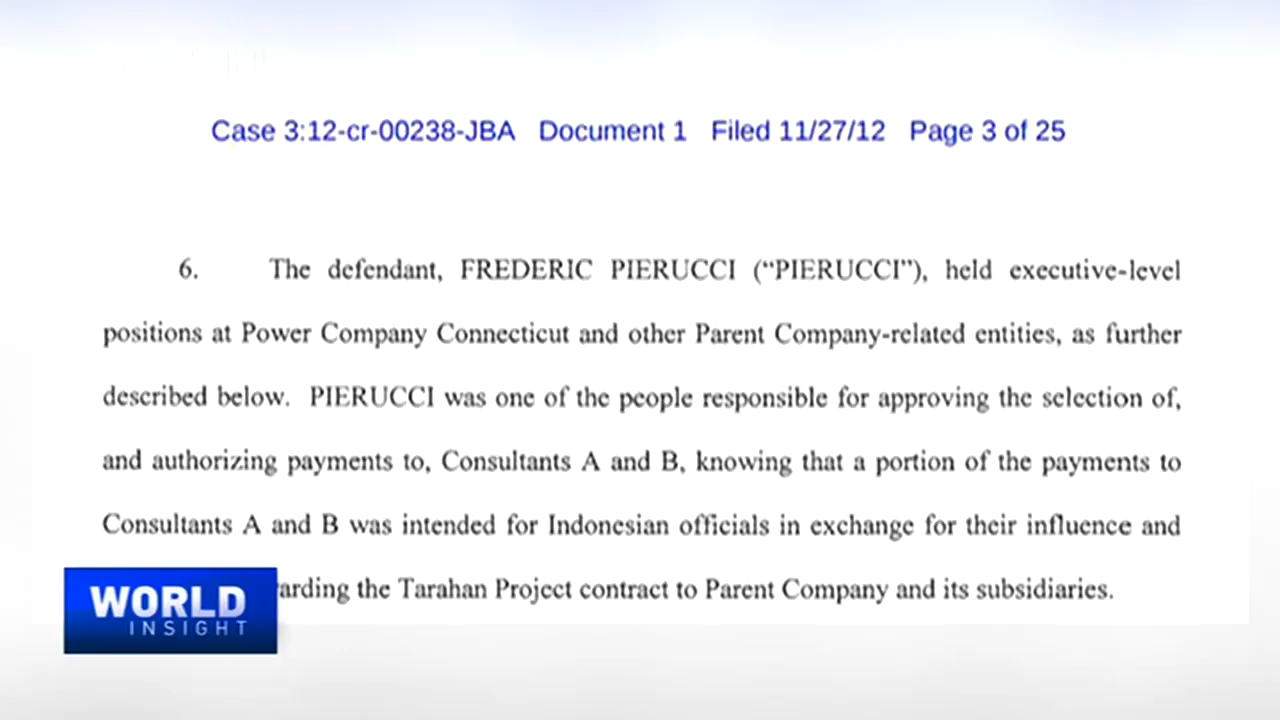 Case 3:12-cr-00238-JBA Document 1 Filed 11/27/12 Page 3 of 25
6. The defendant, FREDERIC PIERUCCI (“PIERUCCI”), held executive-level
positions at Power Company Connecticut and other Parent Company-related entities, as further
described below. PIERUCCI was one of the people responsible for approving the selection of,
and authorizing payments to, Consultants A and B, knowing that a portion of the payments to
Consultants A and B was intended for Indonesian officials in exchange for their influence and
arding the Tarahan Project contract to Parent Company and its subsidiaries.
WORLD
INSIGHT